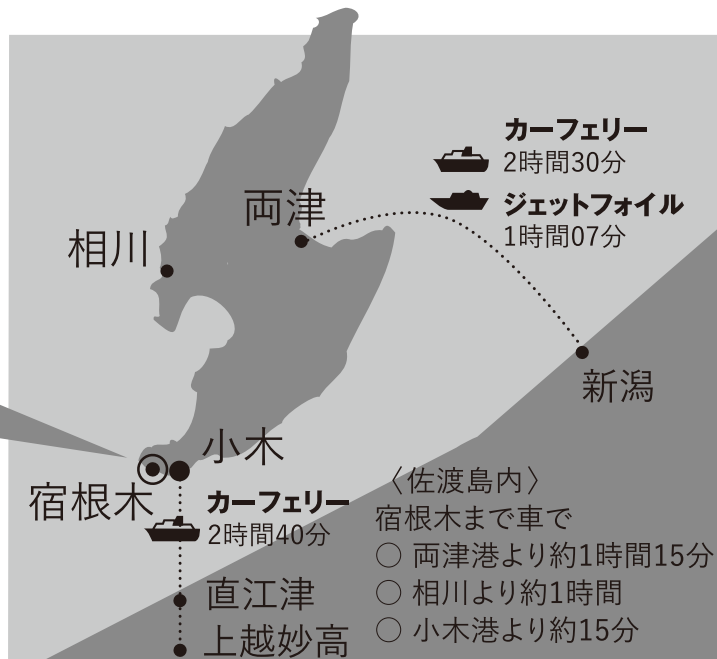 カーフェリー
2時間30分
ジェットフォイル
1時間07分
両津
相川
新潟
小木
宿根木
カーフェリー
2時間40分
直江津
上越妙高
〈佐渡島内〉
宿根木まで車で
○ 両津港より約1時間15分
○ 相川より約1時間
○ 小木港より約15分